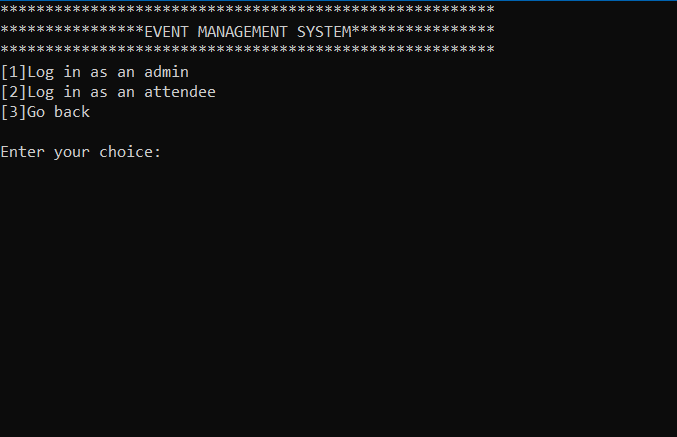 *******************************************************
****************EVENT MANAGEMENT SYSTEM****************
*******************************************************
[1]Log in as an admin
[2]Log in as an attendee
[3]Go back
Enter your choice: